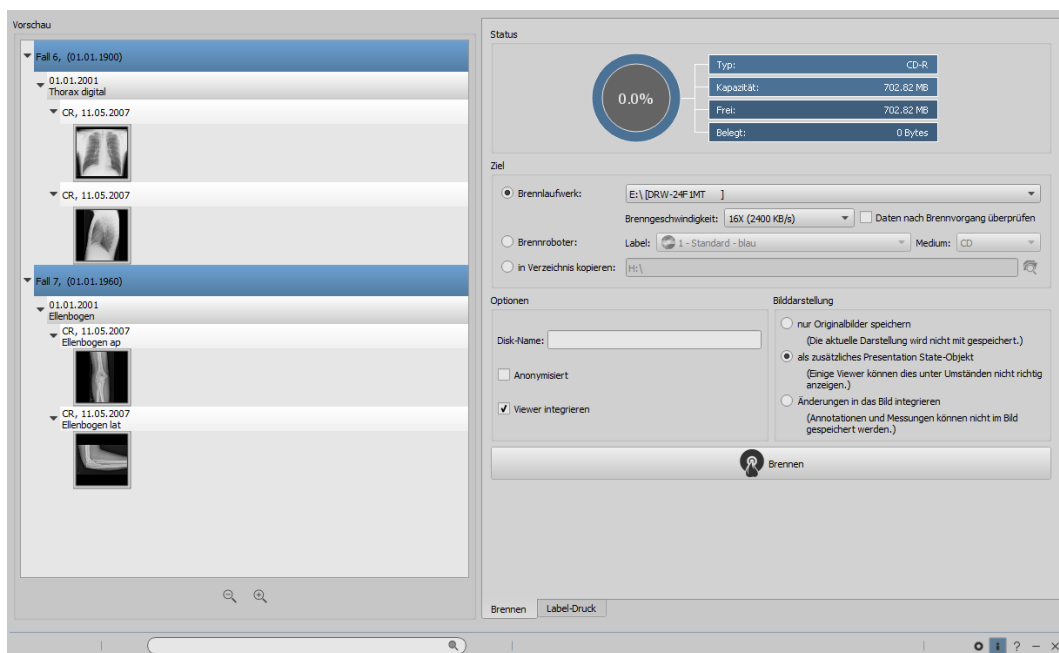 Vorschau
Fall 6, (01.01.1900)
01.01.2001
Thorax digital
CR, 11.05.2007
CR, 11.05.2007
Fall 7, (01.01.1960)
01.01.2001
Ellenbogen
CR, 11.05.2007
Ellenbogen ap
CR, 11.05.2007
Ellenbogen lat
Status
0.0%
Typ: CD-R
Kapazität: 702.82 MB
Frei: 702.82 MB
Belegt: 0 Bytes
Ziel
Brennlaufwerk: E:\ [DRW-24F1MT ]
Brenngeschwindigkeit: 16X (2400 KB/s) Daten nach Brennvorgang überprüfen
Brennroboter: Label: 1 - Standard - blau Medium: CD
in Verzeichnis kopieren: H:\
Optionen
Disk-Name:
Anonymisiert
Viewer integrieren
Bilddarstellung
nur Originalbilder speichern
(Die aktuelle Darstellung wird nicht mit gespeichert.)
als zusätzliches Presentation State-Objekt
(Einige Viewer können dies unter Umständen nicht richtig
anzeigen.)
Änderungen in das Bild integrieren
(Annotationen und Messungen können nicht im Bild
gespeichert werden.)
Brennen
Brennen Label-Druck